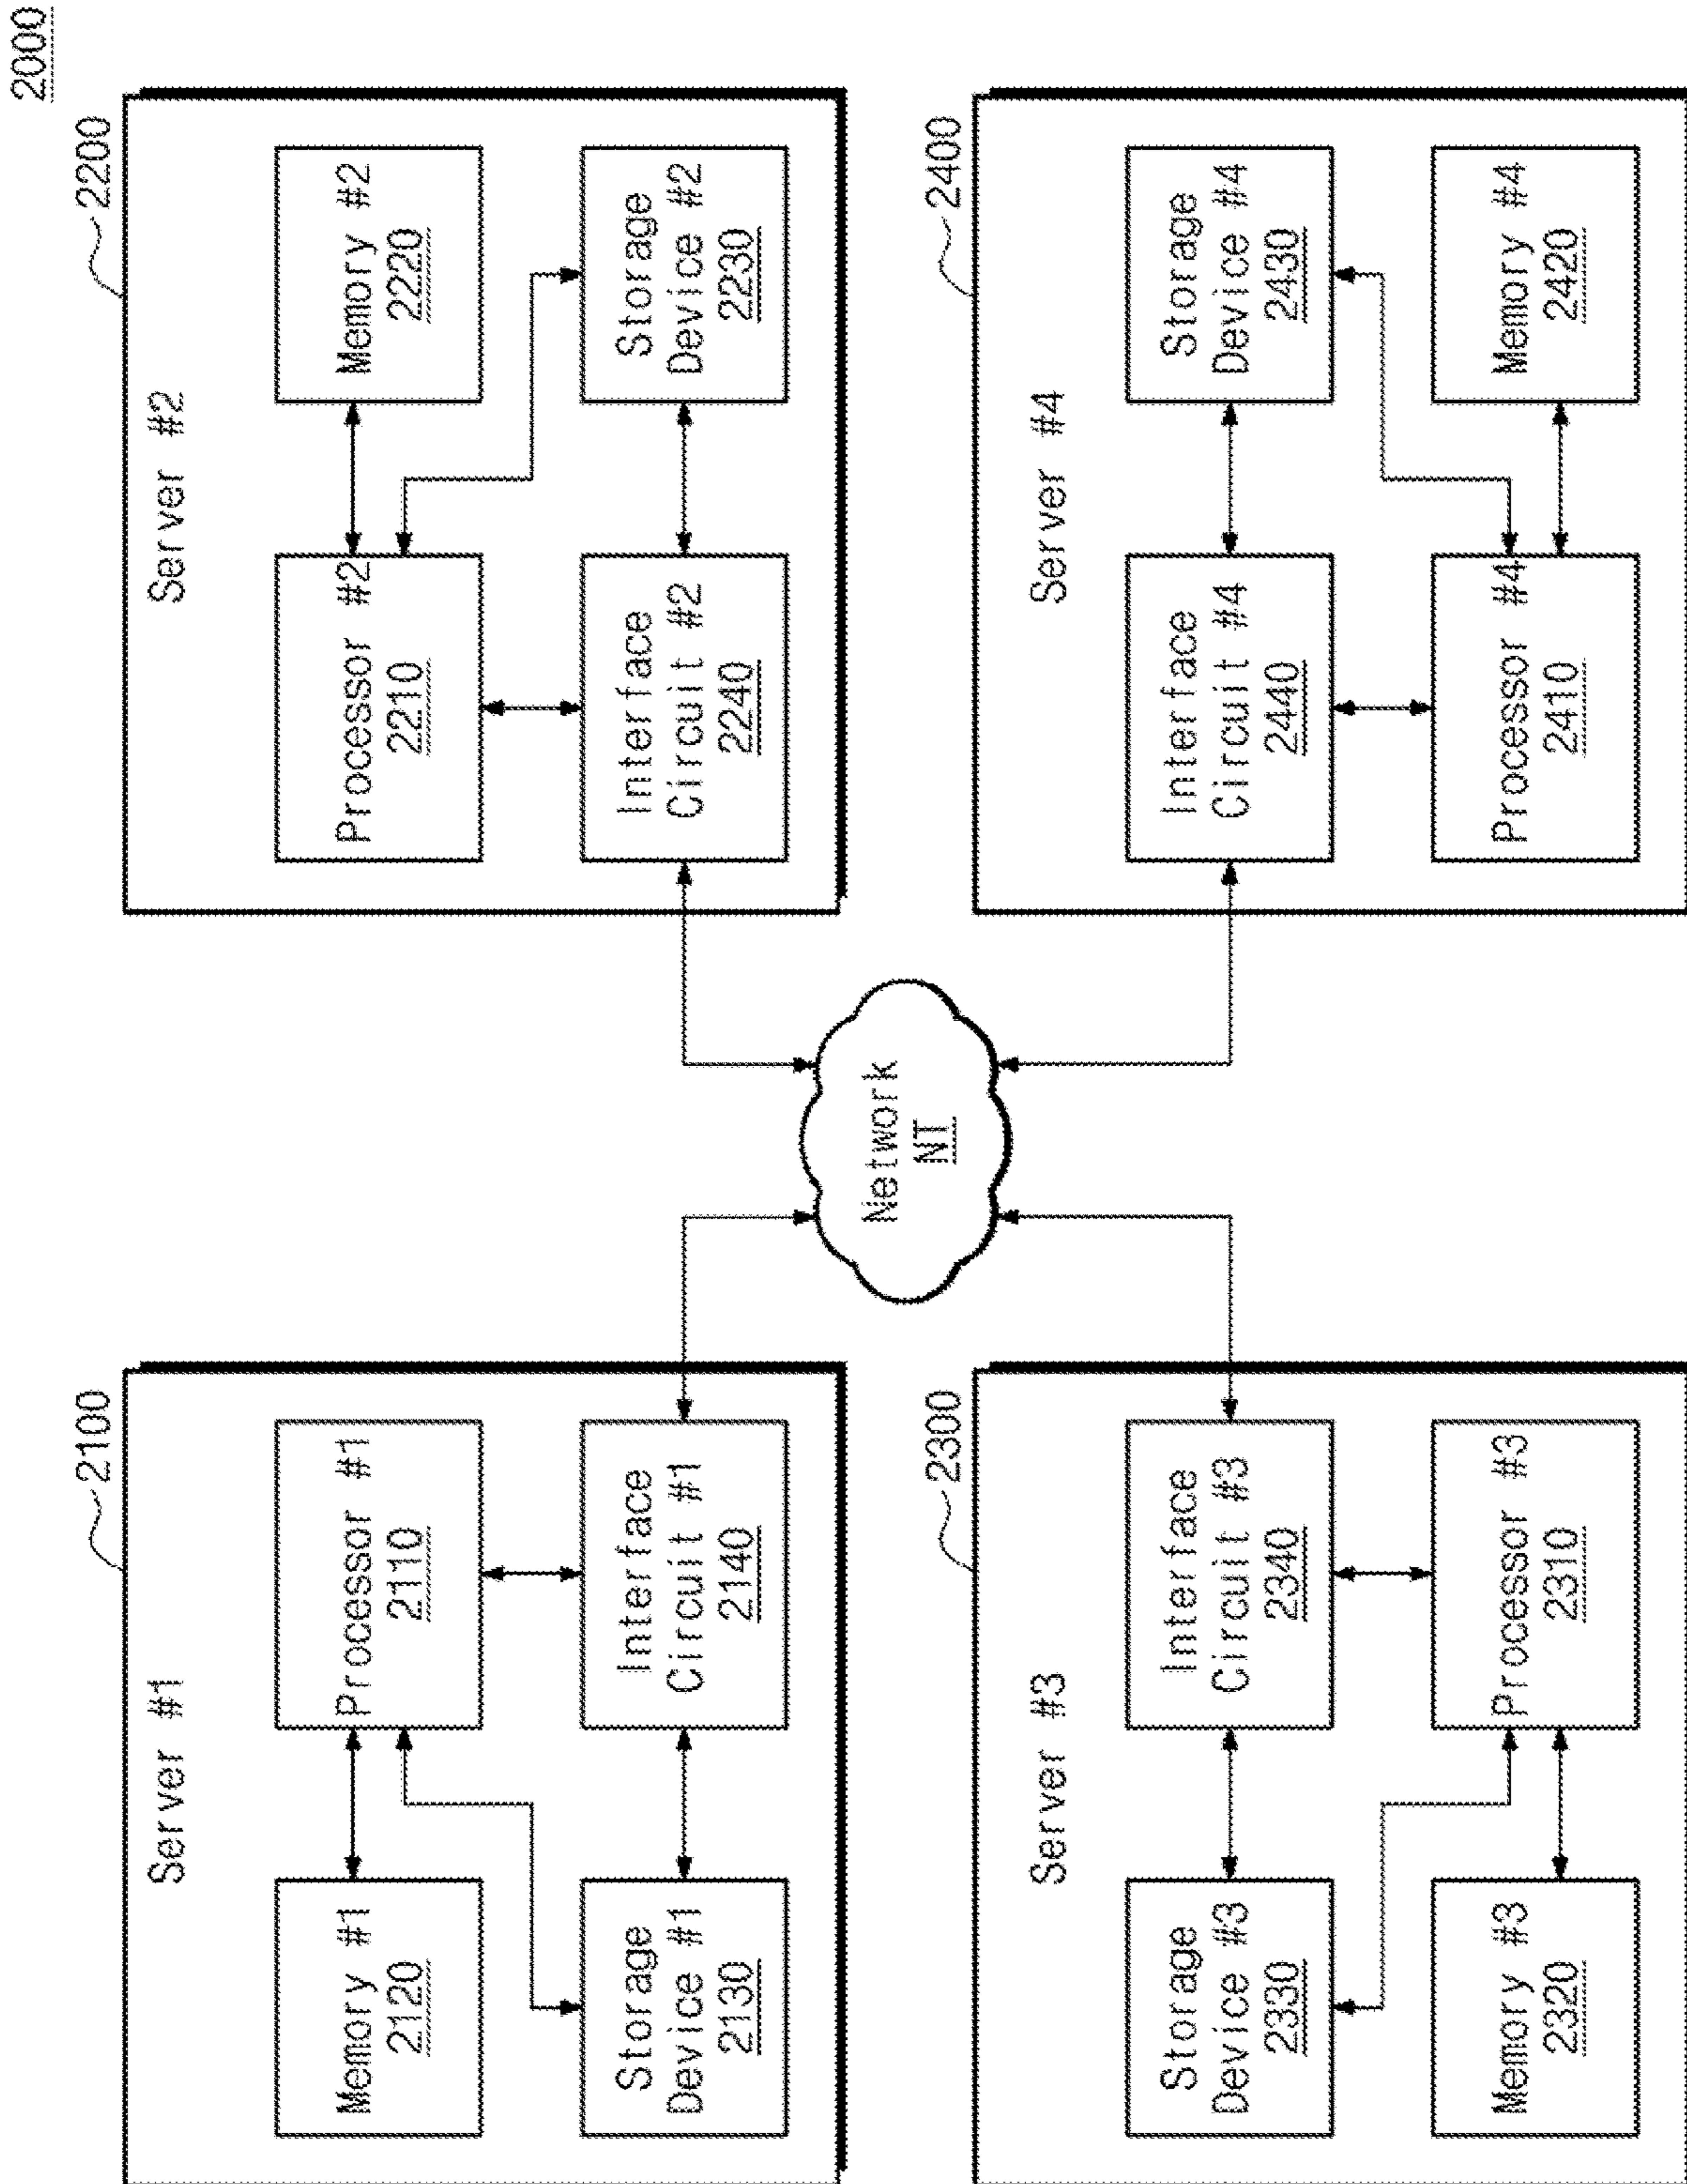 2000
2100
Server #1
Memory #1
2120
Processor #1
2110
Storage
Device #1
2130
Interface
Circuit #1
2140
2200
Server #2
Processor #2
2210
Memory #2
2220
Interface
Circuit #2
2240
Storage
Device #2
2230
Network
NT
2300
Server #3
Storage
Device #3
2330
Interface
Circuit #3
2340
Memory #3
2320
Processor #3
2310
2400
Server #4
Interface
Circuit #4
2440
Storage
Device #4
2430
Processor #4
2410
Memory #4
2420